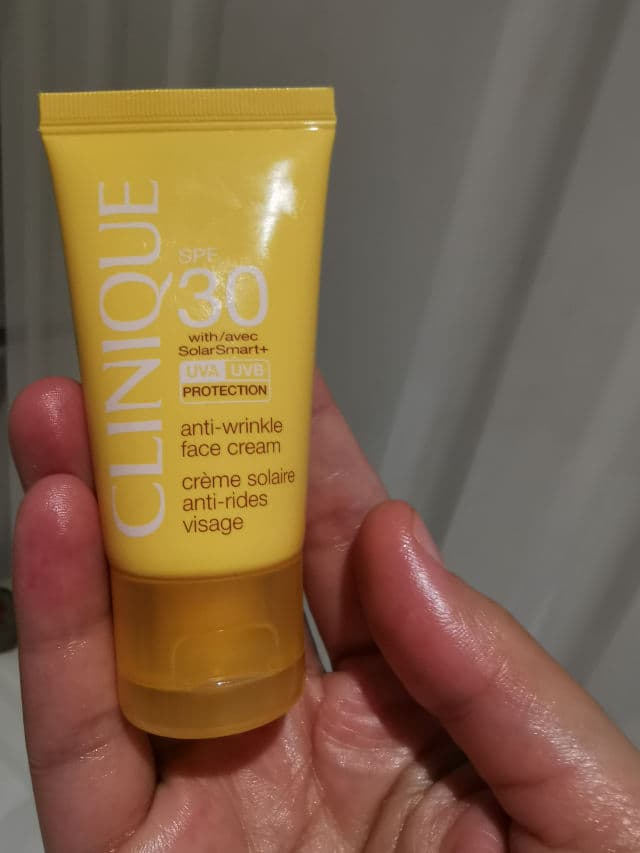 CLINIQUE
SPF
30
with/avec
SolarSmart+
UVA UVB
PROTECTION
anti-wrinkle
face cream
crème solaire
anti-rides
visage